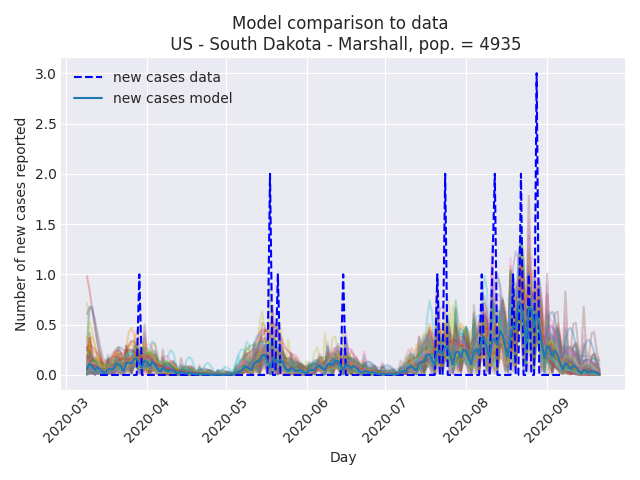 Model comparison to data
US - South Dakota - Marshall, pop. = 4935
new cases data
new cases model
Number of new cases reported
3.0
2.5
2.0
1.5
1.0
0.5
0.0
2020-03
2020-04
2020-05
2020-06
2020-07
2020-08
2020-09
Day